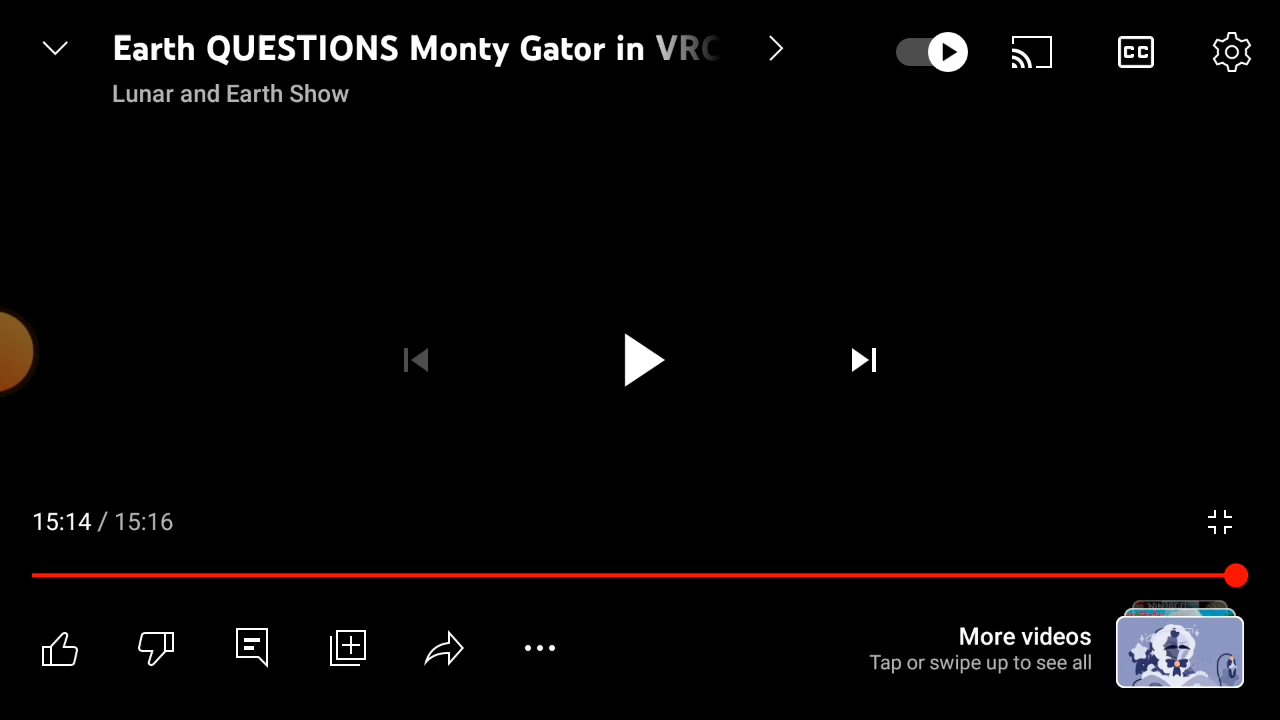 Earth QUESTIONS Monty Gator in VRC
Lunar and Earth Show
CC
15:14 / 15:16
More videos
Tap or swipe up to see all